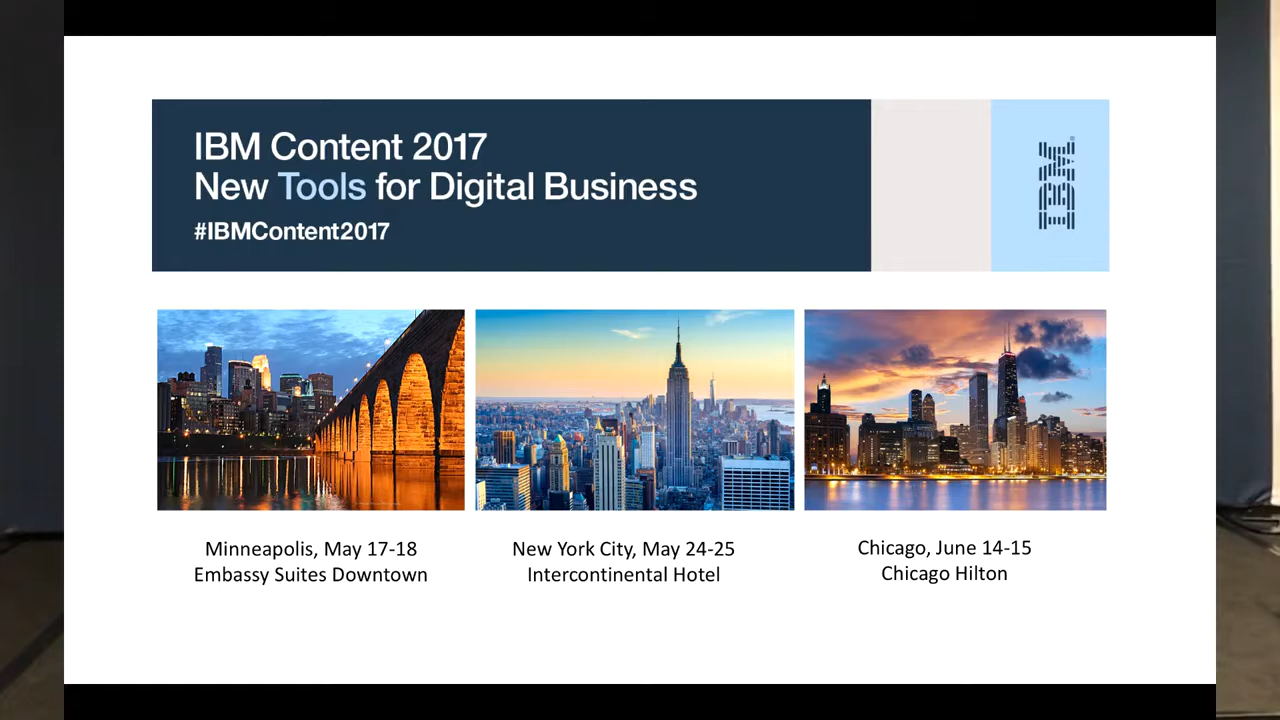 IBM Content 2017
New Tools for Digital Business
#IBMContent2017
IBM
Minneapolis, May 17-18
Embassy Suites Downtown
New York City, May 24-25
Intercontinental Hotel
Chicago, June 14-15
Chicago Hilton